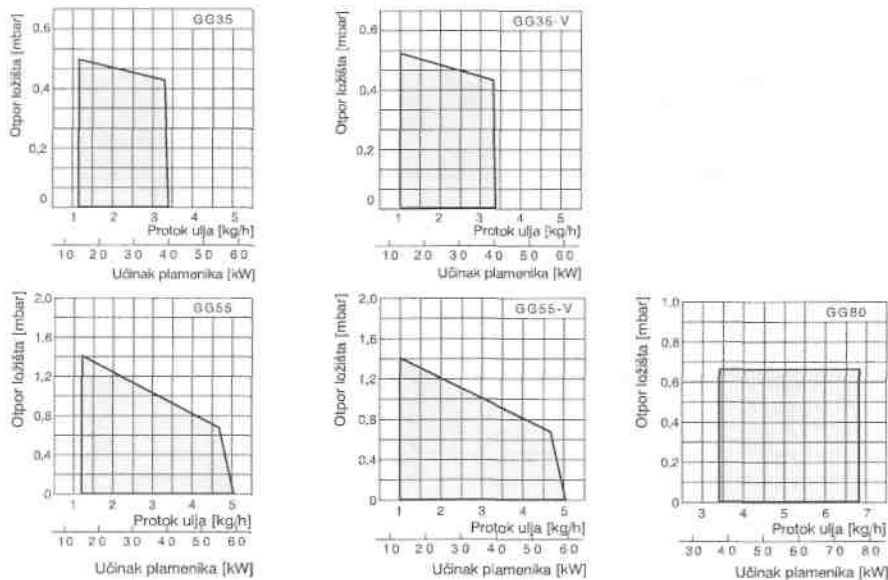 GG35
Otpor ložišta [mbar]
0,6
0,4
0,2
0
1 2 3 4 5
Protok ulja [kg/h]
10 20 30 40 50 60
Učinak plamenika [kW]
GG35-V
Otpor ložišta [mbar]
0,6
0,4
0,2
0
1 2 3 4 5
Protok ulja [kg/h]
10 20 30 40 50 60
Učinak plamenika [kW]
GG55
Otpor ložišta [mbar]
2,0
1,6
1,2
0,8
0,4
0
1 2 3 4 5
Protok ulja [kg/h]
10 20 30 40 50 60
Učinak plamenika [kW]
GG55-V
Otpor ložišta [mbar]
2,0
1,6
1,2
0,8
0,4
0
1 2 3 4 5
Protok ulja [kg/h]
10 20 30 40 50 60
Učinak plamenika [kW]
GG80
Otpor ložišta [mbar]
1,0
0,8
0,6
0,4
0,2
0
3 4 5 6 7
Protok ulja [kg/h]
30 40 50 60 70 80
Učinak plamenika [kW]